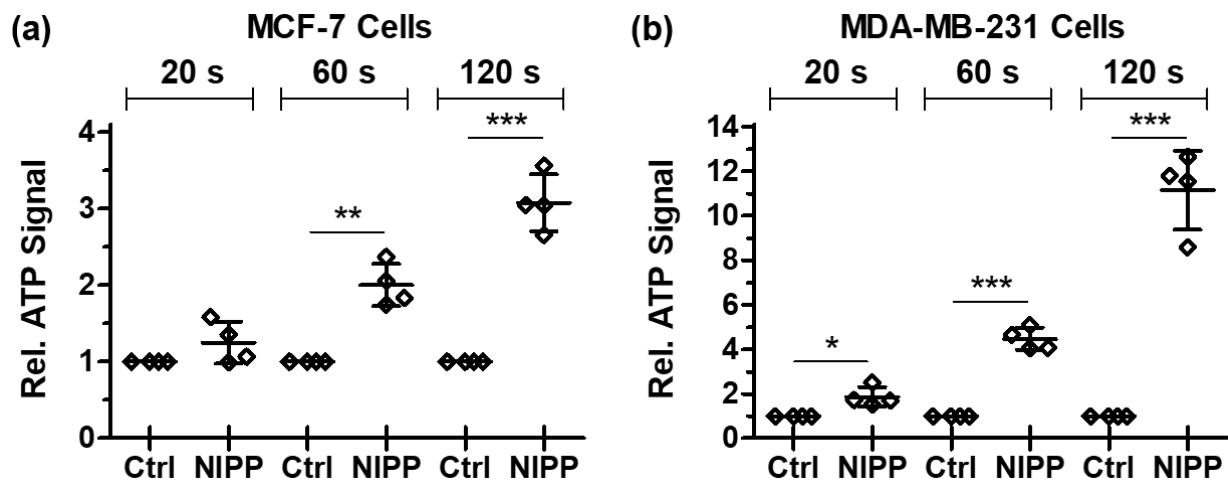 (a) MCF-7 Cells
20 s 60 s 120 s
Rel. ATP Signal
4
3
2
1
0
** ***
Ctrl NIPP Ctrl NIPP Ctrl NIPP
(b) MDA-MB-231 Cells
20 s 60 s 120 s
Rel. ATP Signal
14
12
10
8
6
4
2
0
* *** ***
Ctrl NIPP Ctrl NIPP Ctrl NIPP